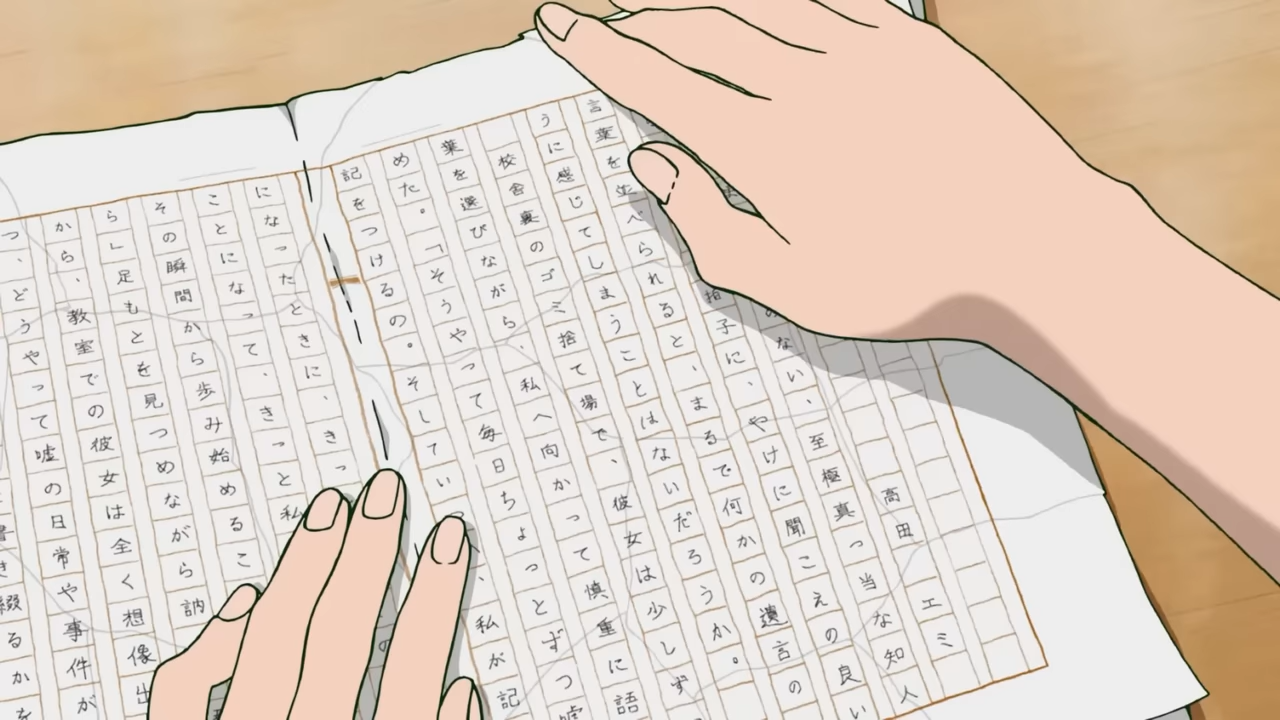 高田 エミ
のない、至極真っ当な知人
拍子に、やけに聞こえの良い
言葉を並べられると、まるで何かの遺言の
うに感じてしまうことはないだろうか。
校舎裏のゴミ捨て場で、彼女は少しず
葉を選びながら、私へ向かって慎重に語
めた。「そうやって毎日ちょっとずつ嘘
記をつけるの。そしてい、私が記
になったときに、きっ
ことになって、きっと私
その瞬間から歩み始めるこ
ら」足もとを見つめながら訥
から、教室での彼女は全く想像出
つ、どうやって嘘の日常や事件が
き綴るかを